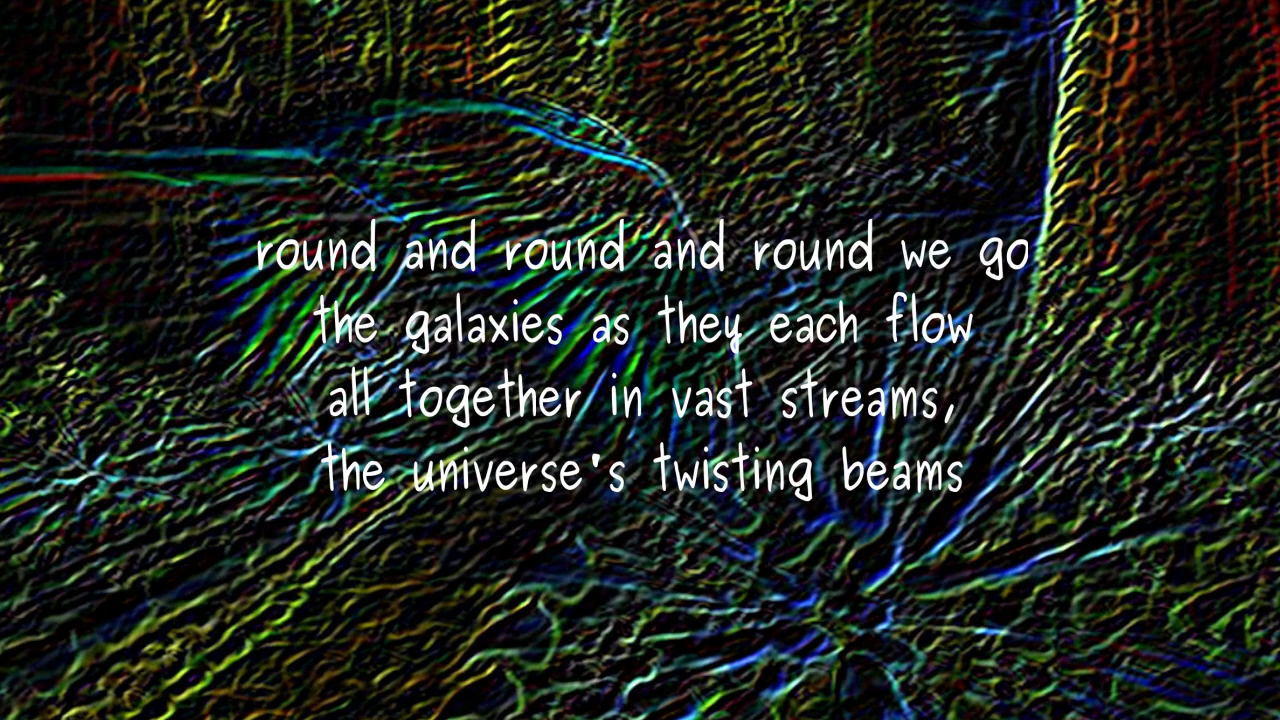 round and round and round we go
the galaxies as they each flow
all together in vast streams,
the universe's twisting beams